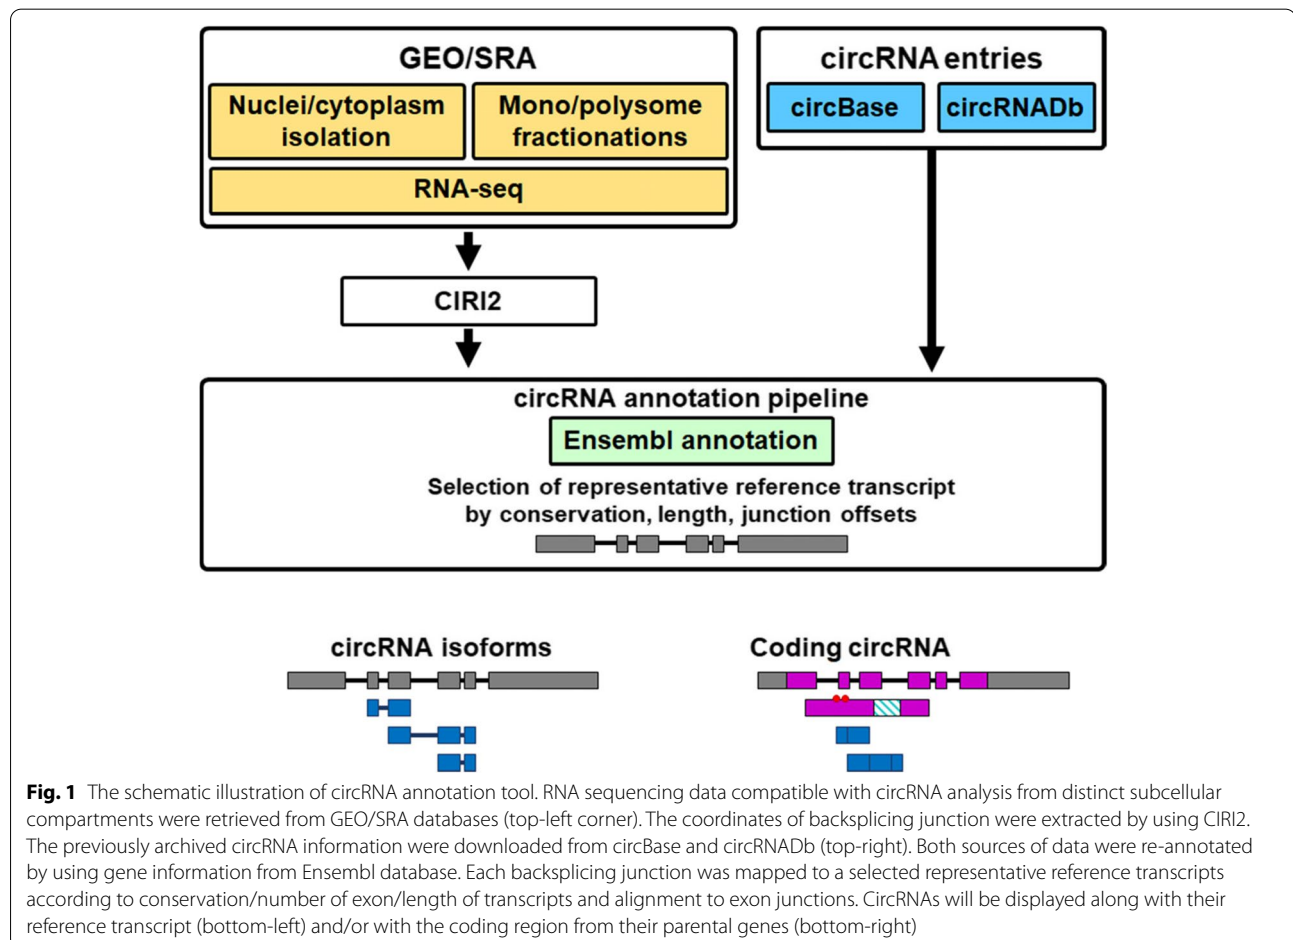 GEO/SRA
Nuclei/cytoplasm
isolation
Mono/polysome
fractionations
RNA-seq
circRNA entries
circBase
circRNADb
CIRI2
circRNA annotation pipeline
Ensembl annotation
Selection of representative reference transcript
by conservation, length, junction offsets
circRNA isoforms
Coding circRNA
Fig. 1 The schematic illustration of circRNA annotation tool. RNA sequencing data compatible with circRNA analysis from distinct subcellular
compartments were retrieved from GEO/SRA databases (top-left corner). The coordinates of backsplicing junction were extracted by using CIRI2.
The previously archived circRNA information were downloaded from circBase and circRNADb (top-right). Both sources of data were re-annotated
by using gene information from Ensembl database. Each backsplicing junction was mapped to a selected representative reference transcripts
according to conservation/number of exon/length of transcripts and alignment to exon junctions. CircRNAs will be displayed along with their
reference transcript (bottom-left) and/or with the coding region from their parental genes (bottom-right)